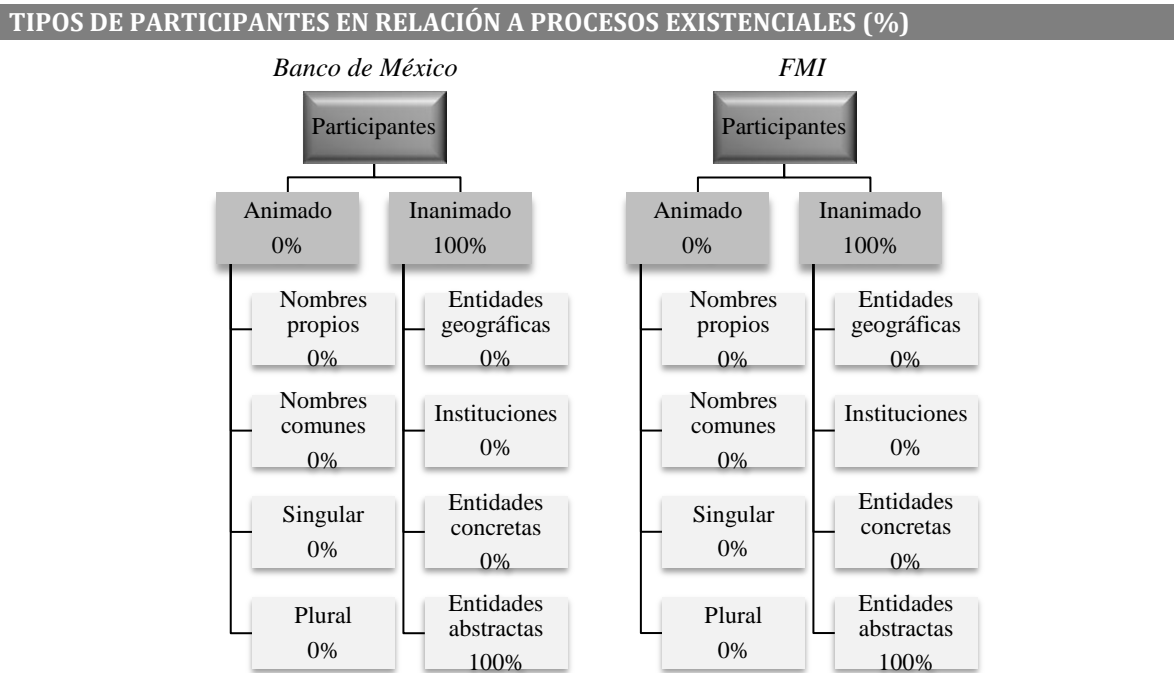 TIPOS DE PARTICIPANTES EN RELACIÓN A PROCESOS EXISTENCIALES (%)
Banco de México
Participantes
Animado
0%
Nombres
propios
0%
Nombres
comunes
0%
Singular
0%
Plural
0%
Inanimado
100%
Entidades
geográficas
0%
Instituciones
0%
Entidades
concretas
0%
Entidades
abstractas
100%
FMI
Participantes
Animado
0%
Nombres
propios
0%
Nombres
comunes
0%
Singular
0%
Plural
0%
Inanimado
100%
Entidades
geográficas
0%
Instituciones
0%
Entidades
concretas
0%
Entidades
abstractas
100%